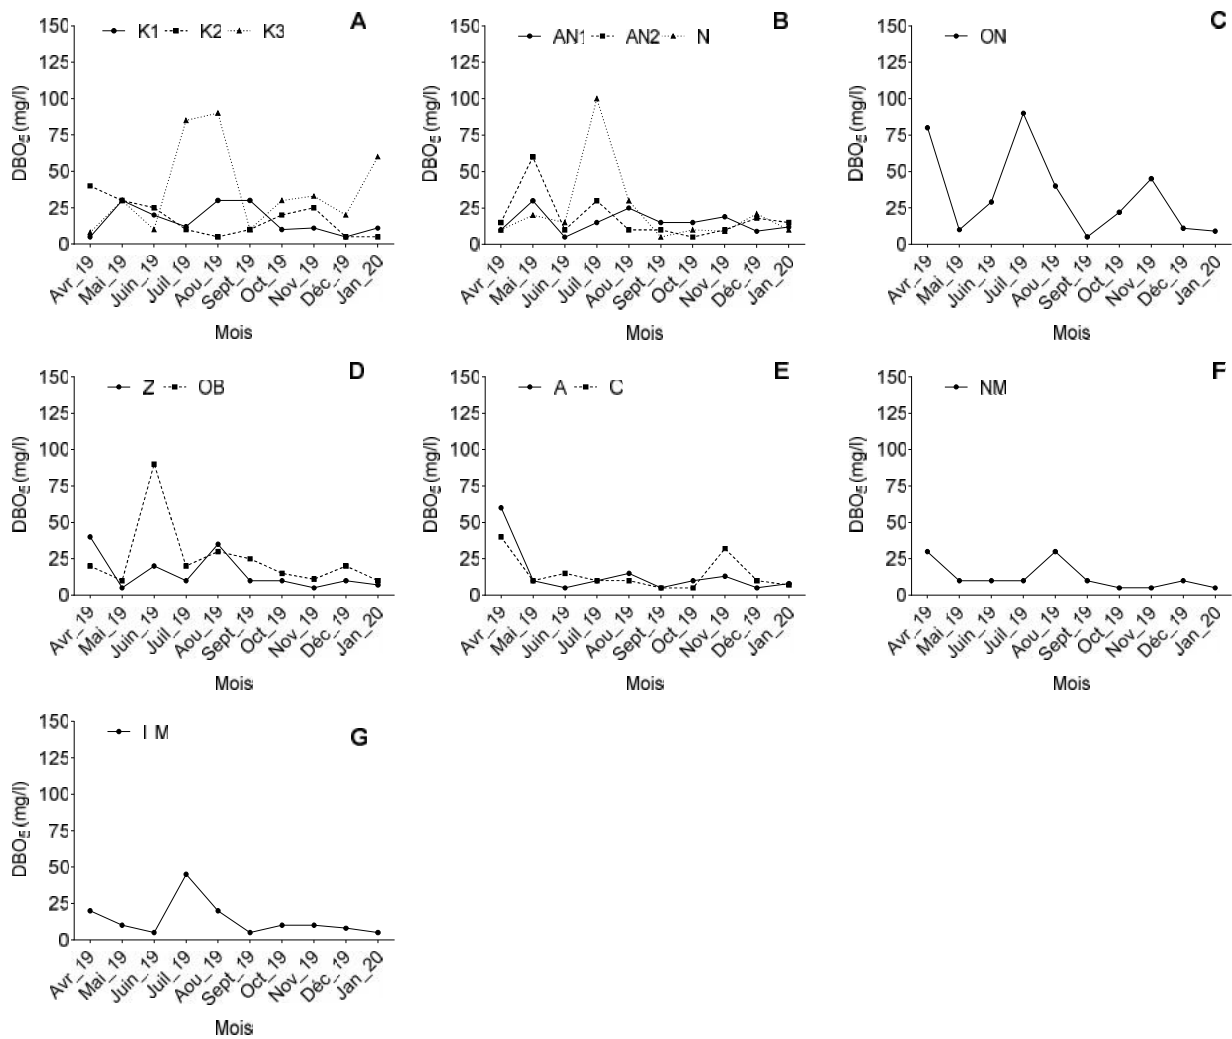 A
K1 K2 K3
150
125
100
75
50
25
0
DBO5 (mg/l)
Avr_19 Mai_19 Juin_19 Juil_19 Aou_19 Sept_19 Oct_19 Nov_19 Déc_19 Jan_20
Mois
B
AN1 AN2 N
150
125
100
75
50
25
0
DBO5 (mg/l)
Avr_19 Mai_19 Juin_19 Juil_19 Aou_19 Sept_19 Oct_19 Nov_19 Déc_19 Jan_20
Mois
C
ON
150
125
100
75
50
25
0
DBO5 (mg/l)
Avr_19 Mai_19 Juin_19 Juil_19 Aou_19 Sept_19 Oct_19 Nov_19 Déc_19 Jan_20
Mois
D
Z OB
150
125
100
75
50
25
0
DBO5 (mg/l)
Avr_19 Mai_19 Juin_19 Juil_19 Aou_19 Sept_19 Oct_19 Nov_19 Déc_19 Jan_20
Mois
E
A C
150
125
100
75
50
25
0
DBO5 (mg/l)
Avr_19 Mai_19 Juin_19 Juil_19 Aou_19 Sept_19 Oct_19 Nov_19 Déc_19 Jan_20
Mois
F
NM
150
125
100
75
50
25
0
DBO5 (mg/l)
Avr_19 Mai_19 Juin_19 Juil_19 Aou_19 Sept_19 Oct_19 Nov_19 Déc_19 Jan_20
Mois
G
150
125
100
75
50
25
0
DBO5 (mg/l)
Avr_19 Mai_19 Juin_19 Juil_19 Aou_19 Sept_19 Oct_19 Nov_19 Déc_19 Jan_20
Mois